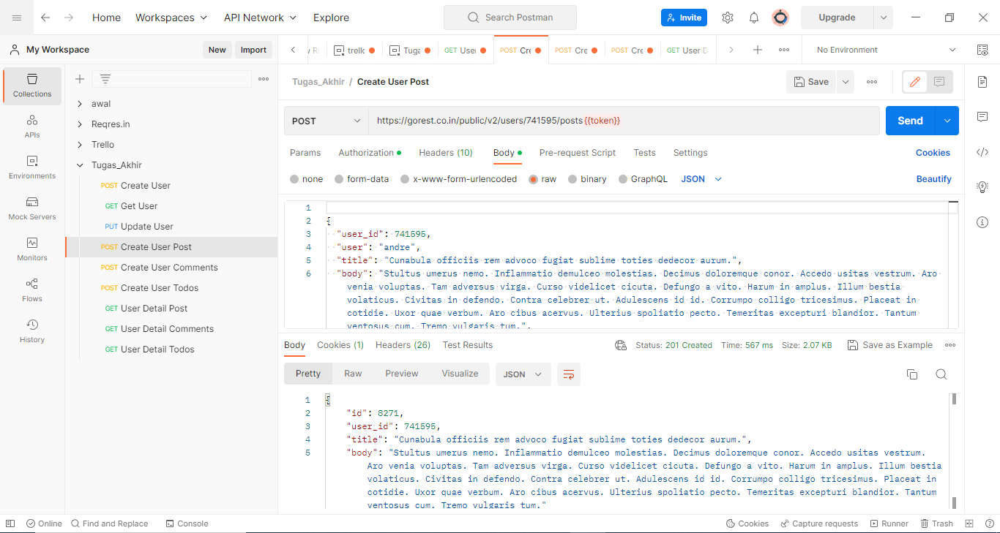 Home Workspaces API Network Explore Search Postman Invite Upgrade
My Workspace New Import
trello Tuga GET User POST Cre POST Cre POST Cre GET User D No Environment
Collections
APIs
Environments
Mock Servers
Monitors
Flows
History
awal
Reqres.in
Trello
Tugas_Akhir
POST Create User
GET Get User
PUT Update User
POST Create User Post
POST Create User Comments
POST Create User Todos
GET User Detail Post
GET User Detail Comments
GET User Detail Todos
Tugas_Akhir / Create User Post Save
POST https://gorest.co.in/public/v2/users/741595/posts{{token}} Send
Params Authorization Headers (10) Body Pre-request Script Tests Settings Cookies
none form-data x-www-form-urlencoded raw binary GraphQL JSON Beautify
1
2 {
3 "user_id": 741595,
4 "user": "andre",
5 "title": "Cunabula officiis rem advoco fugiat sublime toties dedecor aurum.",
6 "body": "Stultus umerus nemo. Inflammatio demulceo molestias. Decimus doloremque conor. Accedo usitas vestrum. Aro
venia voluptas. Tam adversus virga. Curso videlicet cicuta. Defungo a vito. Harum in amplus. Illum bestia
volaticus. Civitas in defendo. Contra celebrer ut. Adulescens id id. Corrumpo colligo tricesimus. Placeat in
cotidie. Uxor quae verbum. Aro cibus acervus. Ulterius spoliatio pecto. Temeritas excepturi blandior. Tantum
ventosus cum. Tremo vulgaris tum.",
Body Cookies (1) Headers (26) Test Results Status: 201 Created Time: 567 ms Size: 2.07 KB Save as Example
Pretty Raw Preview Visualize JSON
1 {
2 "id": 8271,
3 "user_id": 741595,
4 "title": "Cunabula officiis rem advoco fugiat sublime toties dedecor aurum.",
5 "body": "Stultus umerus nemo. Inflammatio demulceo molestias. Decimus doloremque conor. Accedo usitas vestrum.
Aro venia voluptas. Tam adversus virga. Curso videlicet cicuta. Defungo a vito. Harum in amplus. Illum bestia
volaticus. Civitas in defendo. Contra celebrer ut. Adulescens id id. Corrumpo colligo tricesimus. Placeat in
cotidie. Uxor quae verbum. Aro cibus acervus. Ulterius spoliatio pecto. Temeritas excepturi blandior. Tantum
ventosus cum. Tremo vulgaris tum."
Online Find and Replace Console Cookies Capture requests Runner Trash